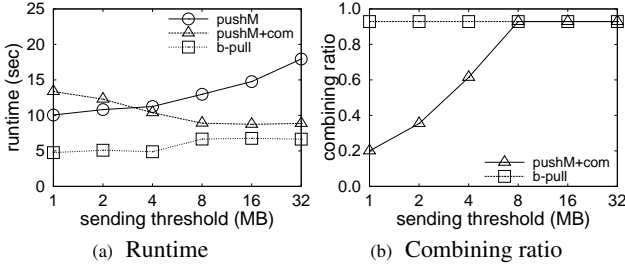 25
20
15
10
5
0
runtime (sec)
pushM
pushM+com
b-pull
1 2 4 8 16 32
sending threshold (MB)
(a) Runtime
1.0
0.8
0.6
0.4
0.2
0.0
combining ratio
pushM+com
b-pull
1 2 4 8 16 32
sending threshold (MB)
(b) Combining ratio